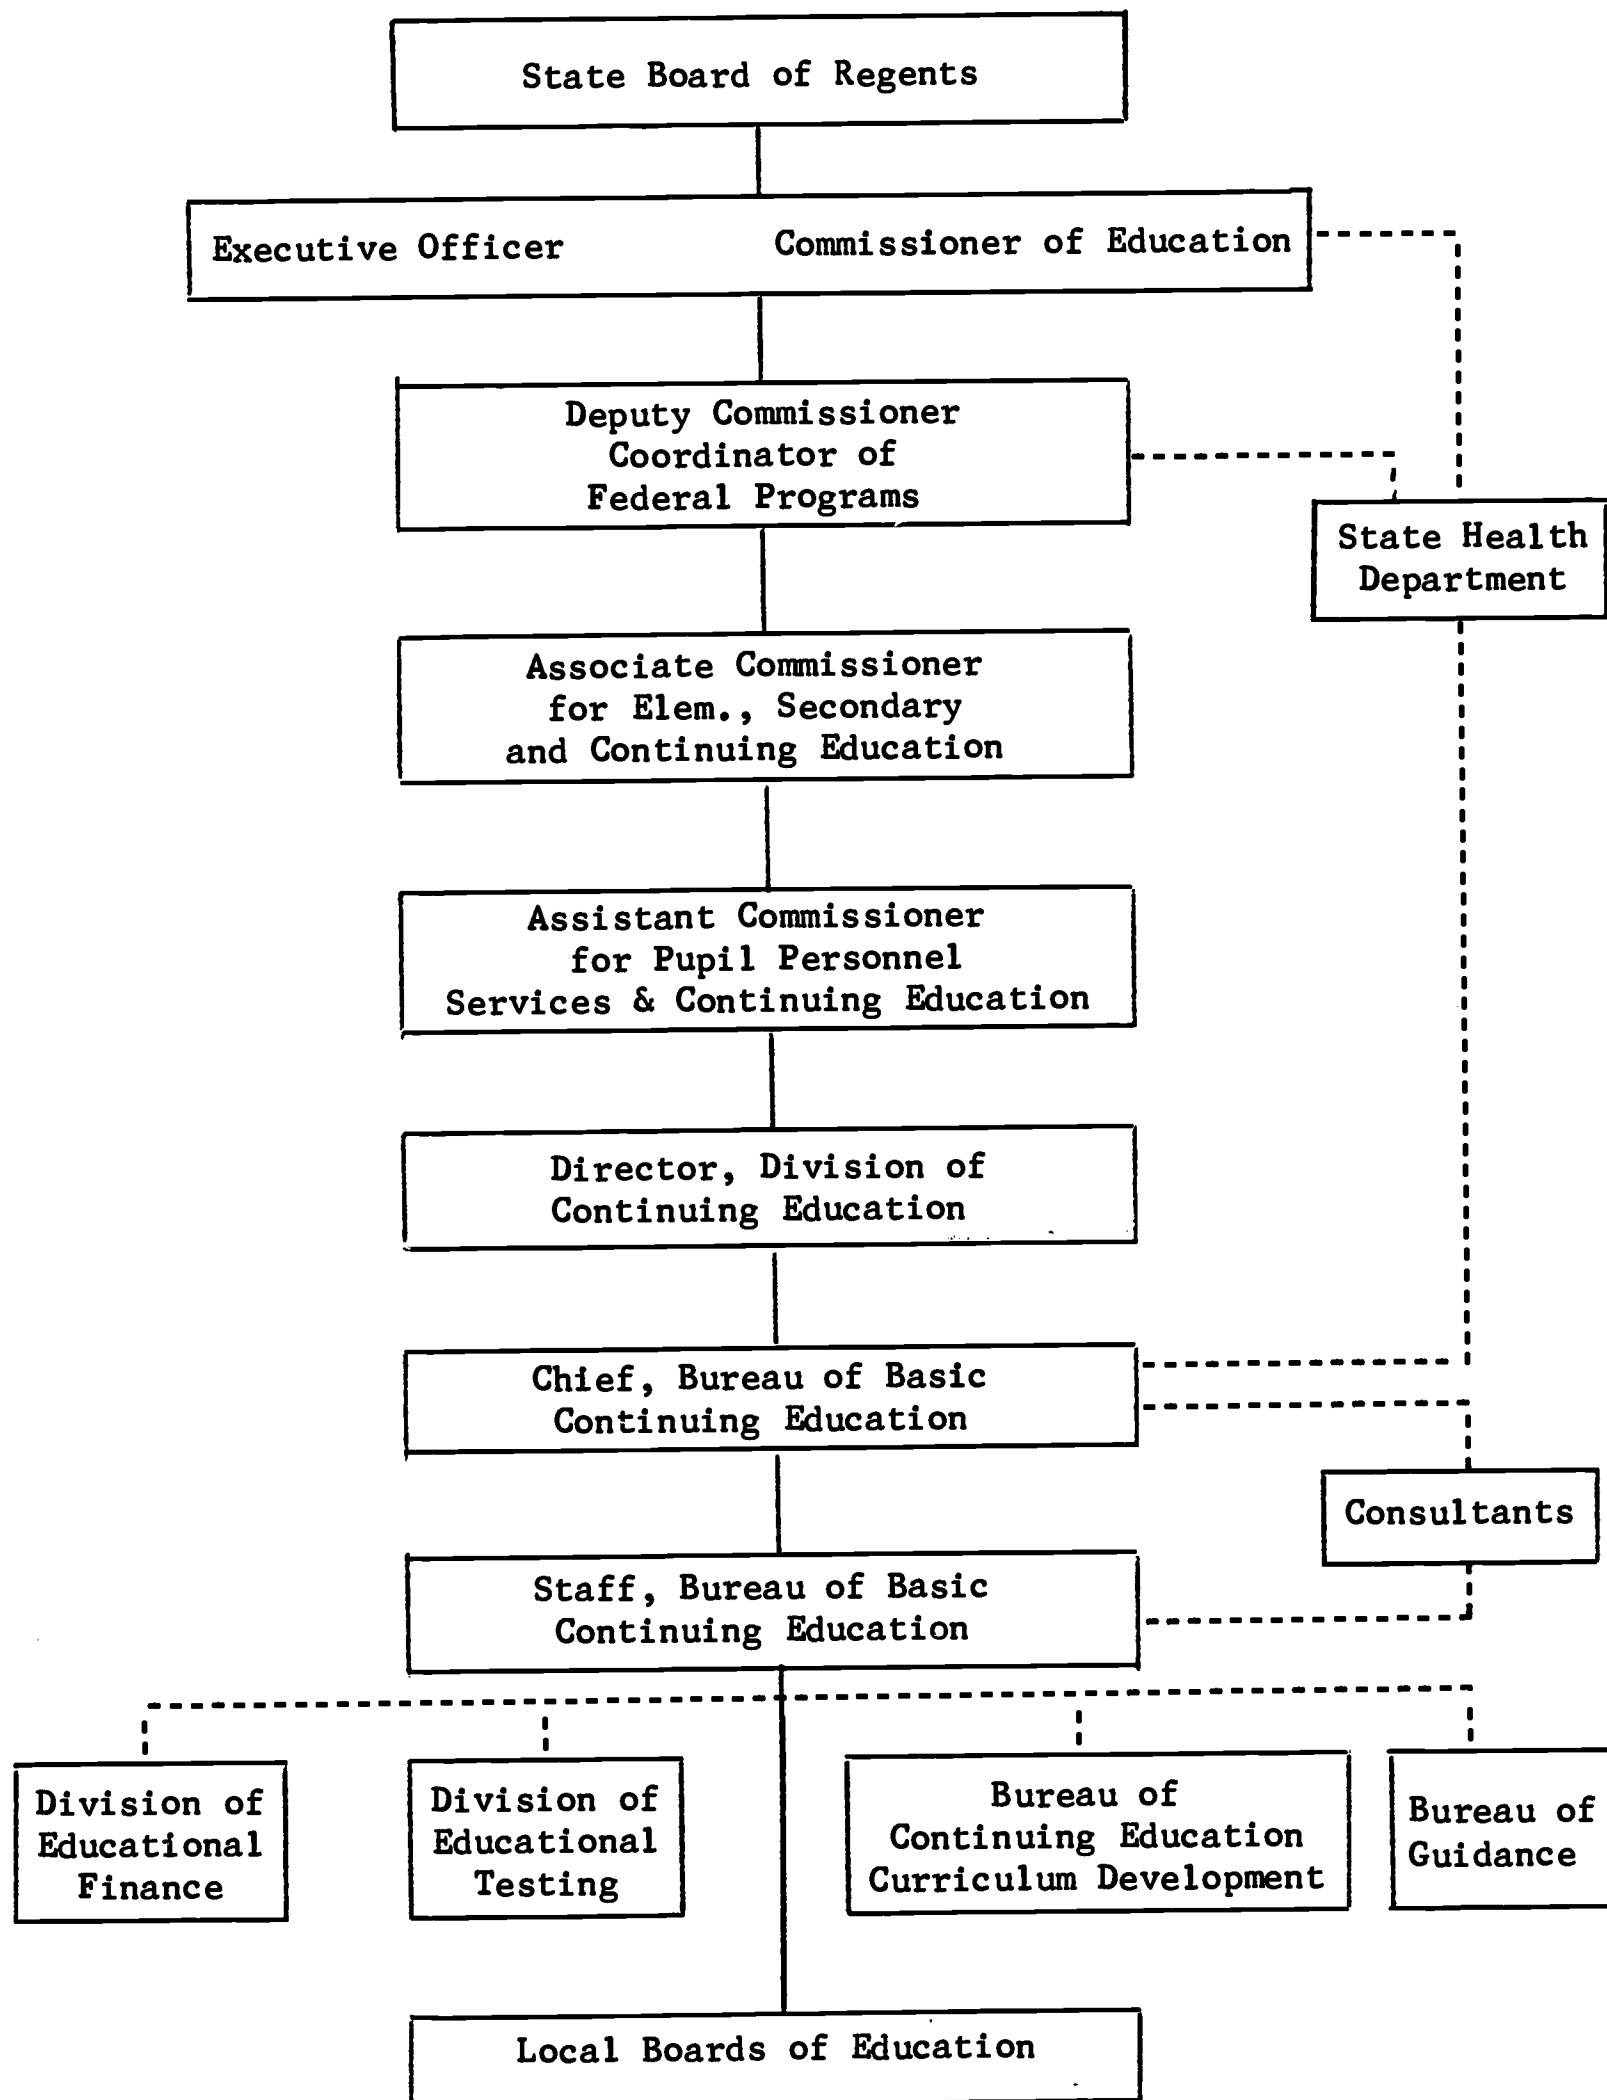 State Board of Regents
Executive Officer Commissioner of Education
Deputy Commissioner
Coordinator of
Federal Programs
State Health
Department
Associate Commissioner
for Elem., Secondary
and Continuing Education
Assistant Commissioner
for Pupil Personnel
Services & Continuing Education
Director, Division of
Continuing Education
Chief, Bureau of Basic
Continuing Education
Consultants
Staff, Bureau of Basic
Continuing Education
Division of
Educational
Finance
Division of
Educational
Testing
Bureau of
Continuing Education
Curriculum Development
Bureau of
Guidance
Local Boards of Education